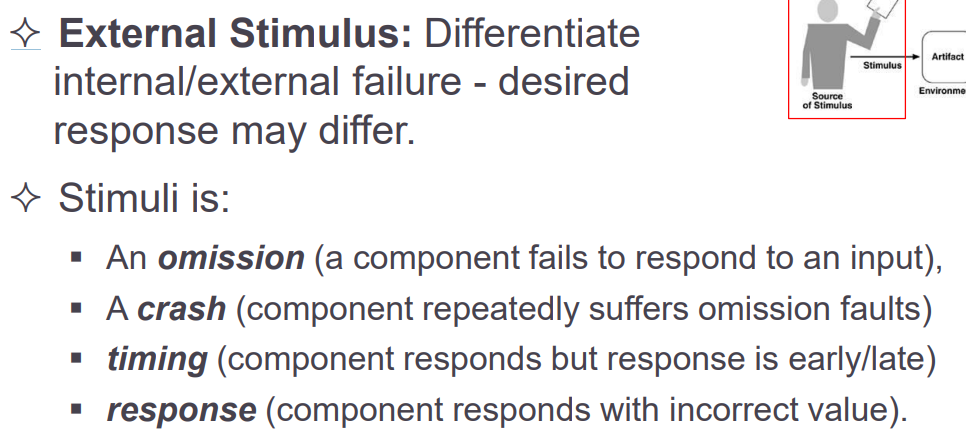 ✧ External Stimulus: Differentiate
internal/external failure - desired
response may differ.
✧ Stimuli is:
▪ An omission (a component fails to respond to an input),
▪ A crash (component repeatedly suffers omission faults)
▪ timing (component responds but response is early/late)
▪ response (component responds with incorrect value).
Stimulus
Artifact
Source
of Stimulus
Environme